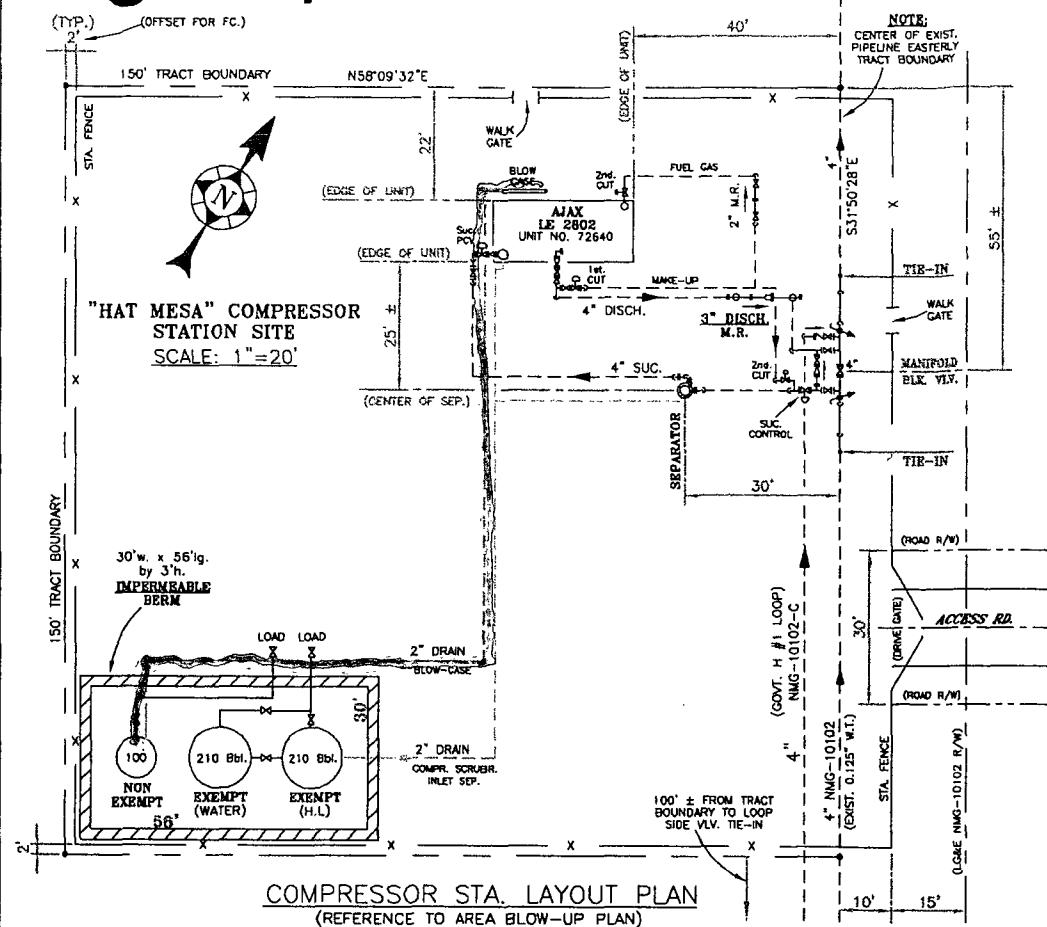 (TYP.)
2'
(OFFSET FOR FC.)
40'
NOTE:
CENTER OF EXIST.
PIPELINE EASTERLY
TRACT BOUNDARY
150' TRACT BOUNDARY
N58°09'32"E
STA. FENCE
22'
WALK
GATE
(EDGE OF UNIT)
N
BLOW
CASE
2nd.
CUT
FUEL GAS
2" M.R.
4"
S31°50'28"E
55' ±
(EDGE OF UNIT)
AJAX
LE 2802
UNIT NO. 72640
Suc.
PCV
(EDGE OF UNIT)
1st.
CUT
MAKE-UP
4" DISCH.
3" DISCH.
M.R.
TIE-IN
WALK
GATE
"HAT MESA" COMPRESSOR
STATION SITE
SCALE: 1"=20'
25' ±
4" SUC.
2nd.
CUT
4"
MANIFOLD
BLK. VLV.
(CENTER OF SEP.)
SUC.
CONTROL
SEPARATOR
TIE-IN
30'
150' TRACT BOUNDARY
30'w. x 56'lg.
by 3'h.
IMPERMEABLE
BERM
(ROAD R/W)
30'
(DRIVE GATE)
ACCESS RD.
(ROAD R/W)
LOAD
LOAD
2" DRAIN
BLOW-CASE
30'
(GOVT. H #1 LOOP)
NMG-10102-C
4"
4" NMG-10102
(EXIST. 0.125" W.T.)
STA. FENCE
(LG&E NMG-10102 R/W)
100
210 Bbl.
210 Bbl.
2" DRAIN
COMPR. SCRUBR.
INLET SEP.
NON
EXEMPT
EXEMPT
(WATER)
EXEMPT
(H.L)
56'
100' ± FROM TRACT
BOUNDARY TO LOOP
SIDE VLV. TIE-IN
2'
10'
15'
COMPRESSOR STA. LAYOUT PLAN
(REFERENCE TO AREA BLOW-UP PLAN)